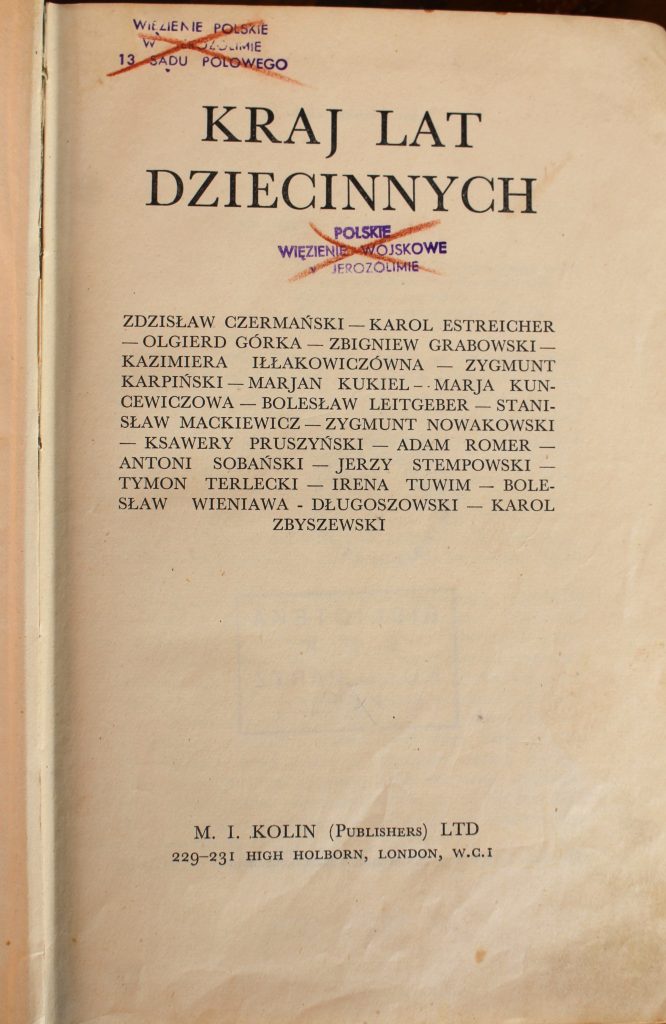 WIĘZIENIE POLSKIE
W JEROZOLIMIE
13 SĄDU POLOWEGO
KRAJ LAT
DZIECINNYCH
POLSKIE
WIĘZIENIE WOJSKOWE
w JEROZOLIMIE
ZDZISŁAW CZERMAŃSKI — KAROL ESTREICHER
— OLGIERD GÓRKA — ZBIGNIEW GRABOWSKI —
KAZIMIERA IŁŁAKOWICZÓWNA — ZYGMUNT
KARPIŃSKI — MARJAN KUKIEL — MARJA KUN-
CEWICZOWA — BOLESŁAW LEITGEBER — STANI-
SŁAW MACKIEWICZ — ZYGMUNT NOWAKOWSKI
— KSAWERY PRUSZYŃSKI — ADAM ROMER —
ANTONI SOBAŃSKI — JERZY STEMPOWSKI —
TYMON TERLECKI — IRENA TUWIM — BOLE-
SŁAW WIENIAWA - DŁUGOSZOWSKI — KAROL
ZBYSZEWSKI
M. I. KOLIN (PUBLISHERS) LTD
229–231 HIGH HOLBORN, LONDON, W.C.1